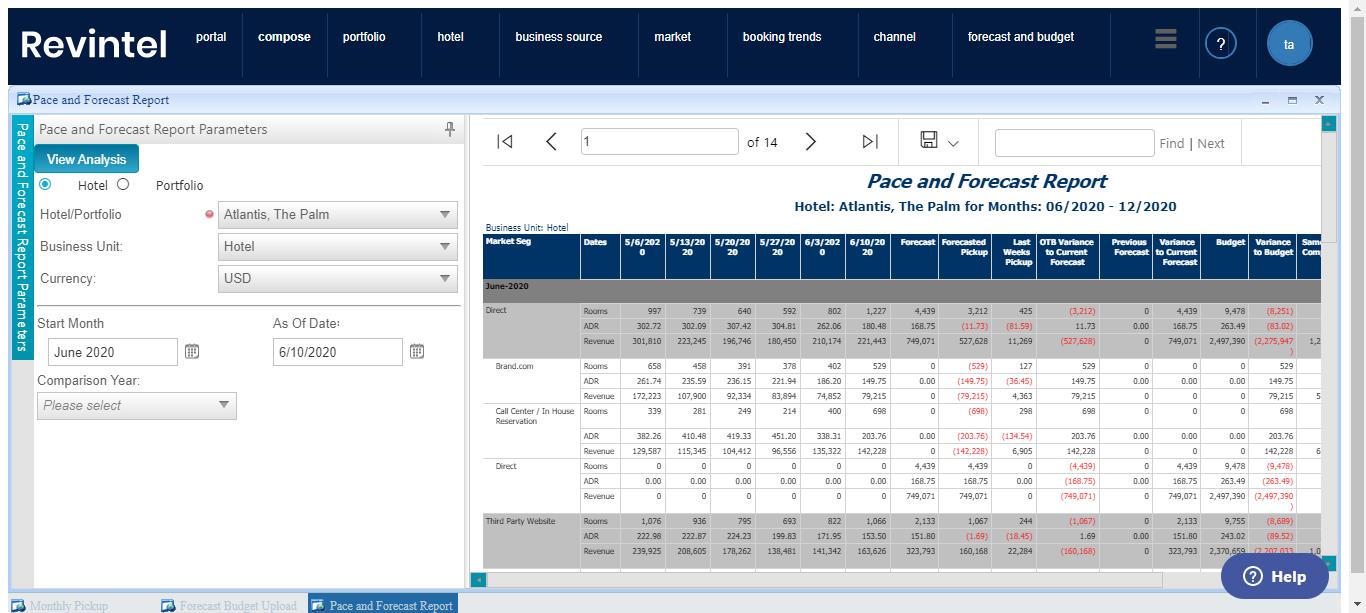 Revintel portal compose portfolio hotel business source market booking trends channel forecast and budget ? ta
Pace and Forecast Report
Pace and Forecast Report Parameters
Pace and Forecast Report Parameters
View Analysis
Hotel Portfolio
Hotel/Portfolio Atlantis, The Palm
Business Unit: Hotel
Currency: USD
Start Month As Of Date:
June 2020 6/10/2020
Comparison Year:
Please select
1 of 14 Find | Next
Pace and Forecast Report
Hotel: Atlantis, The Palm for Months: 06/2020 - 12/2020
Business Unit: Hotel
Market Seg Dates 5/6/202 5/13/20 5/20/20 5/27/20 6/3/202 6/10/20 Forecast Forecasted Last OTB Variance Previous Variance Budget Variance Sam
0 20 20 20 0 20 Pickup Weeks to Current Forecast to Current to Budget Com
Pickup Forecast Forecast
June-2020
Direct Rooms 997 739 640 592 802 1,227 4,439 3,212 425 (3,212) 0 4,439 9,478 (8,251)
ADR 302.72 302.09 307.42 304.81 262.06 180.48 168.75 (11.73) (81.59) 11.73 0.00 168.75 263.49 (83.02)
Revenue 301,810 223,245 196,746 180,450 210,174 221,443 749,071 527,628 11,269 (527,628) 0 749,071 2,497,390 (2,275,947 1,2
)
Brand.com Rooms 658 458 391 378 402 529 0 (529) 127 529 0 0 0 529
ADR 261.74 235.59 236.15 221.94 186.20 149.75 0.00 (149.75) (36.45) 149.75 0.00 0.00 0.00 149.75
Revenue 172,223 107,900 92,334 83,894 74,852 79,215 0 (79,215) 4,363 79,215 0 0 0 79,215 5
Call Center / In House Rooms 339 281 249 214 400 698 0 (698) 298 698 0 0 0 698
Reservation
ADR 382.26 410.48 419.33 451.20 338.31 203.76 0.00 (203.76) (134.54) 203.76 0.00 0.00 0.00 203.76
Revenue 129,587 115,345 104,412 96,556 135,322 142,228 0 (142,228) 6,905 142,228 0 0 0 142,228 6
Direct Rooms 0 0 0 0 0 0 4,439 4,439 0 (4,439) 0 4,439 9,478 (9,478)
ADR 0.00 0.00 0.00 0.00 0.00 0.00 168.75 168.75 0.00 (168.75) 0.00 168.75 263.49 (263.49)
Revenue 0 0 0 0 0 0 749,071 749,071 0 (749,071) 0 749,071 2,497,390 (2,497,390
)
Third Party Website Rooms 1,076 936 795 693 822 1,066 2,133 1,067 244 (1,067) 0 2,133 9,755 (8,689)
ADR 222.98 222.87 224.23 199.83 171.95 153.50 151.80 (1.69) (18.45) 1.69 0.00 151.80 243.02 (89.52)
Revenue 239,925 208,605 178,262 138,481 141,342 163,626 323,793 160,168 22,284 (160,168) 0 323,793 2,370,659 (2,207,033 1,0
? Help
Monthly Pickup Forecast Budget Upload Pace and Forecast Report